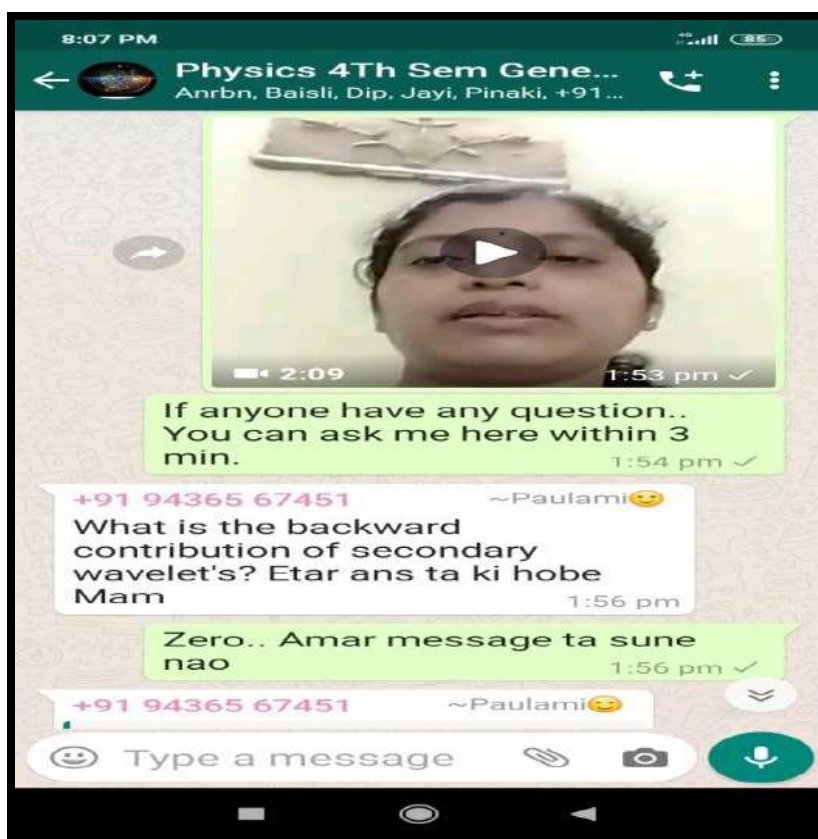 8:07 PM
4G
85
Physics 4Th Sem Gene...
Anrbn, Baisli, Dip, Jayi, Pinaki, +91...
2:09
1:53 pm
If anyone have any question..
You can ask me here within 3
min.
1:54 pm
+91 94365 67451 ~Paulami🙂
What is the backward
contribution of secondary
wavelet's? Etar ans ta ki hobe
Mam
1:56 pm
Zero.. Amar message ta sune
nao
1:56 pm
+91 94365 67451 ~Paulami🙂
Type a message